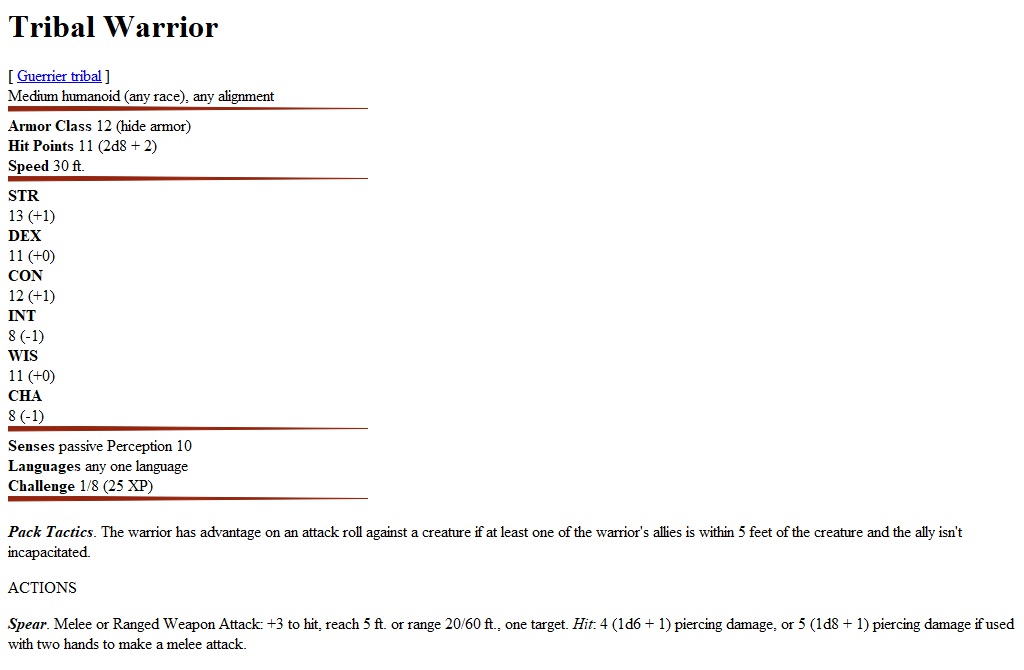 Tribal Warrior
[ Guerrier tribal ]
Medium humanoid (any race), any alignment
Armor Class 12 (hide armor)
Hit Points 11 (2d8 + 2)
Speed 30 ft.
STR
13 (+1)
DEX
11 (+0)
CON
12 (+1)
INT
8 (-1)
WIS
11 (+0)
CHA
8 (-1)
Senses passive Perception 10
Languages any one language
Challenge 1/8 (25 XP)
Pack Tactics. The warrior has advantage on an attack roll against a creature if at least one of the warrior's allies is within 5 feet of the creature and the ally isn't
incapacitated.
ACTIONS
Spear. Melee or Ranged Weapon Attack: +3 to hit, reach 5 ft. or range 20/60 ft., one target. Hit: 4 (1d6 + 1) piercing damage, or 5 (1d8 + 1) piercing damage if used
with two hands to make a melee attack.